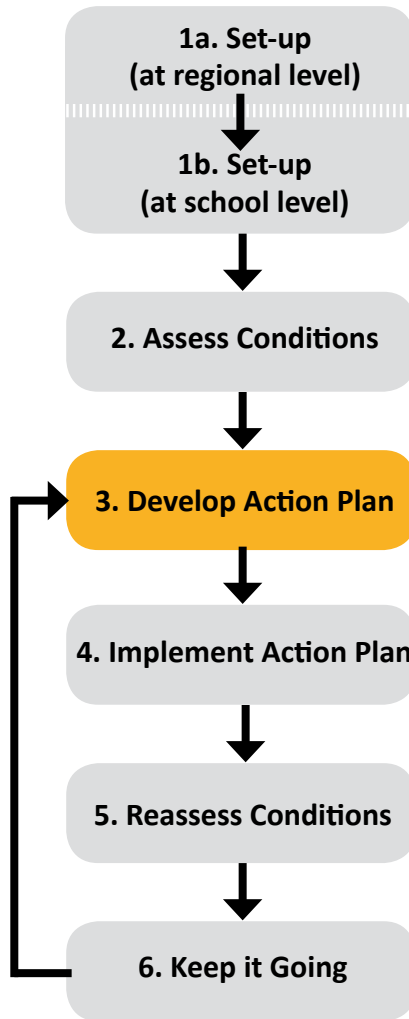 1a. Set-up
(at regional level)
1b. Set-up
(at school level)
2. Assess Conditions
3. Develop Action Plan
4. Implement Action Plan
5. Reassess Conditions
6. Keep it Going